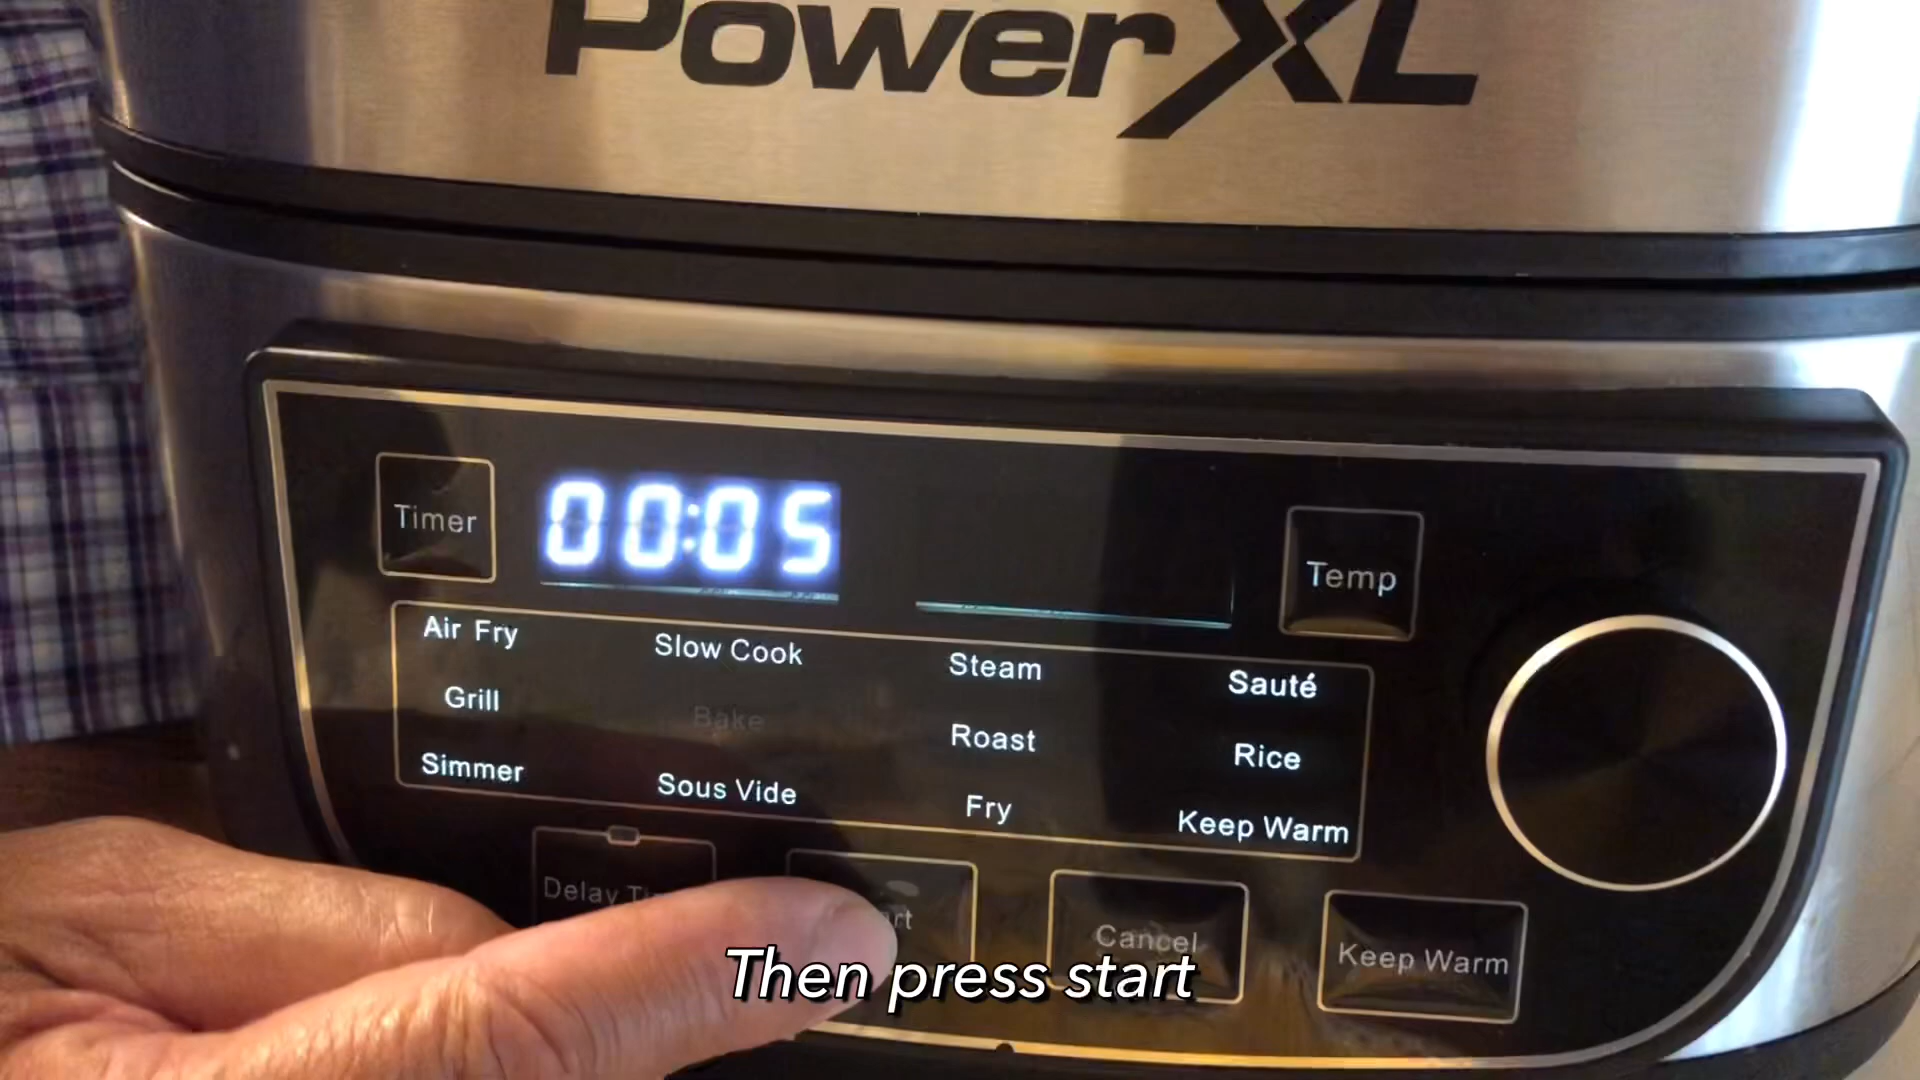 PowerXL
Timer
00:05
Temp
Air Fry
Slow Cook
Steam
Sauté
Grill
Bake
Roast
Rice
Simmer
Sous Vide
Fry
Keep Warm
Delay
Cancel
Keep Warm
Then press start